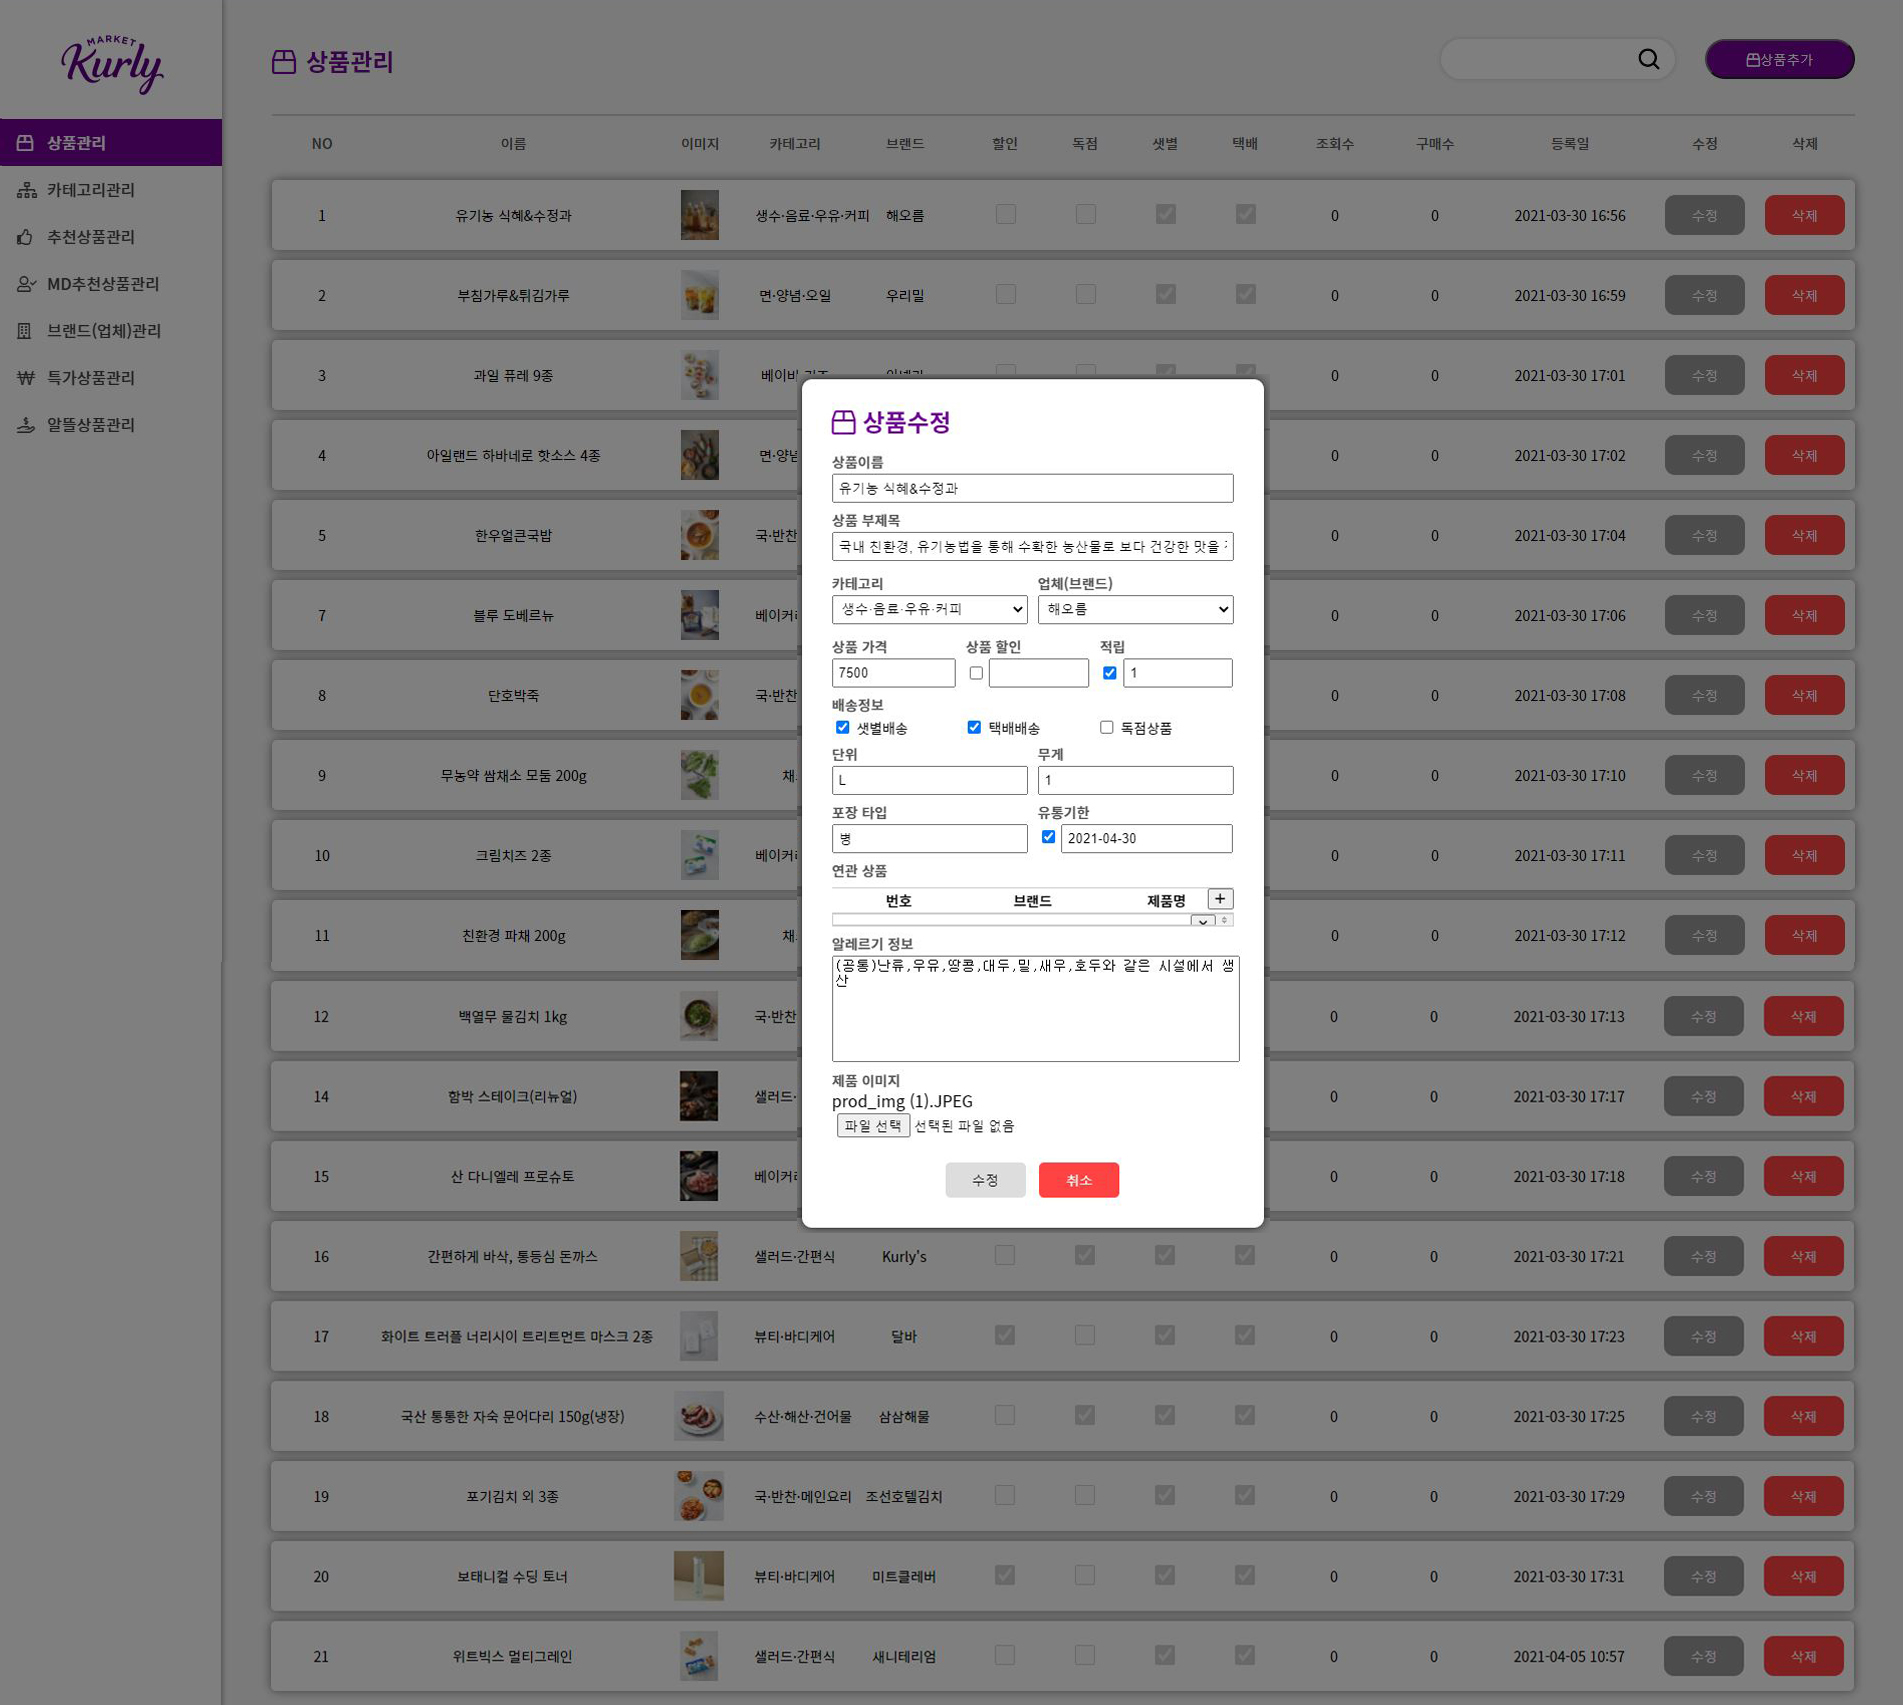 MARKET
Kurly
상품관리
카테고리관리
추천상품관리
MD추천상품관리
브랜드(업체)관리
특가상품관리
알뜰상품관리
상품관리
상품추가
NO 이름 이미지 카테고리 브랜드 할인 독점 샛별 택배 조회수 구매수 등록일 수정 삭제
1 유기농 식혜&수정과 생수·음료·우유·커피 해오름 0 0 2021-03-30 16:56 수정 삭제
2 부침가루&튀김가루 면·양념·오일 우리밀 0 0 2021-03-30 16:59 수정 삭제
3 과일 퓨레 9종 0 0 2021-03-30 17:01 수정 삭제
4 아일랜드 하바네로 핫소스 4종 면·양념 0 0 2021-03-30 17:02 수정 삭제
5 한우얼큰국밥 국·반찬 0 0 2021-03-30 17:04 수정 삭제
7 블루 도베르뉴 베이커리 0 0 2021-03-30 17:06 수정 삭제
8 단호박죽 국·반찬 0 0 2021-03-30 17:08 수정 삭제
9 무농약 쌈채소 모둠 200g 채 0 0 2021-03-30 17:10 수정 삭제
10 크림치즈 2종 베이커리 0 0 2021-03-30 17:11 수정 삭제
11 친환경 파채 200g 채 0 0 2021-03-30 17:12 수정 삭제
12 백열무 물김치 1kg 국·반찬 0 0 2021-03-30 17:13 수정 삭제
14 함박 스테이크(리뉴얼) 샐러드· 0 0 2021-03-30 17:17 수정 삭제
15 산 다니엘레 프로슈토 베이커리 0 0 2021-03-30 17:18 수정 삭제
16 간편하게 바삭, 통등심 돈까스 샐러드·간편식 Kurly's 0 0 2021-03-30 17:21 수정 삭제
17 화이트 트러플 너리시이 트리트먼트 마스크 2종 뷰티·바디케어 달바 0 0 2021-03-30 17:23 수정 삭제
18 국산 통통한 자숙 문어다리 150g(냉장) 수산·해산·건어물 삼삼해물 0 0 2021-03-30 17:25 수정 삭제
19 포기김치 외 3종 국·반찬·메인요리 조선호텔김치 0 0 2021-03-30 17:29 수정 삭제
20 보태니컬 수딩 토너 뷰티·바디케어 미트클레버 0 0 2021-03-30 17:31 수정 삭제
21 위트빅스 멀티그레인 샐러드·간편식 새니테리엄 0 0 2021-04-05 10:57 수정 삭제
상품수정
상품이름
유기농 식혜&수정과
상품 부제목
국내 친환경, 유기농법을 통해 수확한 농산물로 보다 건강한 맛을
카테고리 업체(브랜드)
생수·음료·우유·커피 해오름
상품 가격 상품 할인 적립
7500 1
배송정보
샛별배송 택배배송 독점상품
단위 무게
L 1
포장 타입 유통기한
병 2021-04-30
연관 상품
번호 브랜드 제품명 +
알레르기 정보
(공통)난류,우유,땅콩,대두,밀,새우,호두와 같은 시설에서 생
산
제품 이미지
prod_img (1).JPEG
파일 선택 선택된 파일 없음
수정 취소